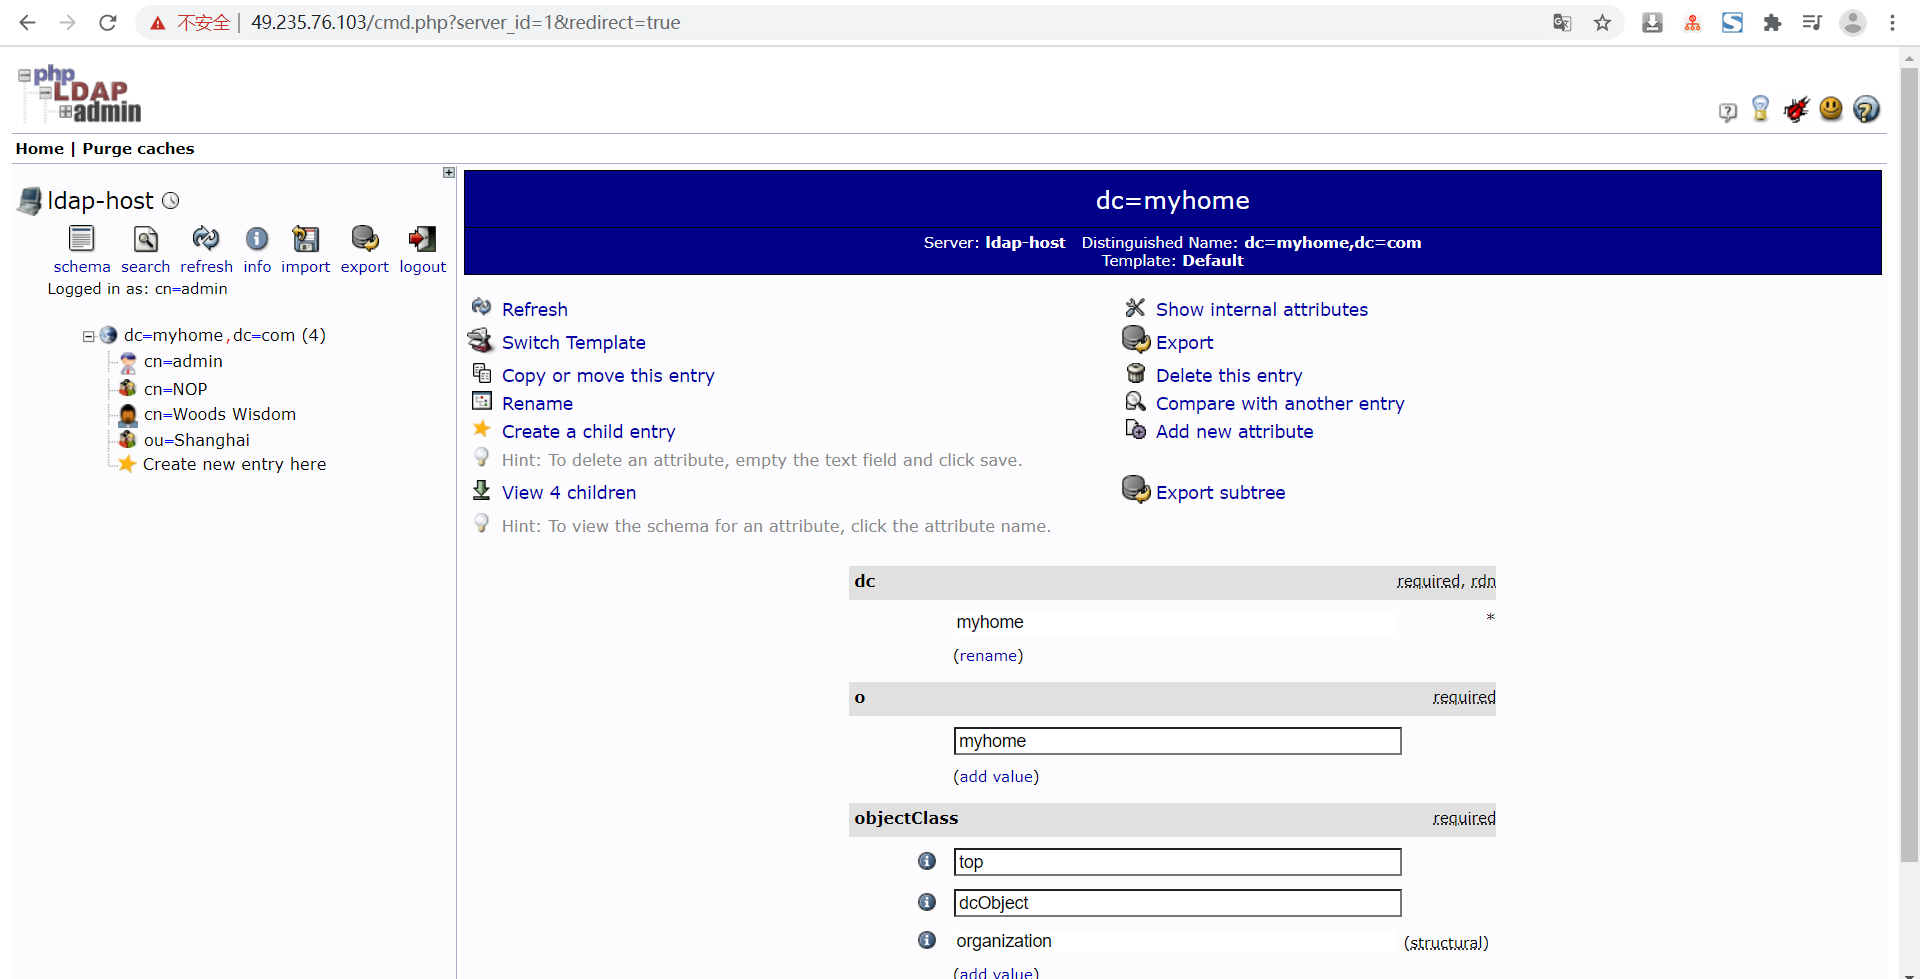 不安全 | 49.235.76.103/cmd.php?server_id=1&redirect=true
php
LDAP
admin
Home | Purge caches
ldap-host
schema search refresh info import export logout
Logged in as: cn=admin
dc=myhome,dc=com (4)
cn=admin
cn=NOP
cn=Woods Wisdom
ou=Shanghai
Create new entry here
dc=myhome
Server: ldap-host Distinguished Name: dc=myhome,dc=com
Template: Default
Refresh Show internal attributes
Switch Template Export
Copy or move this entry Delete this entry
Rename Compare with another entry
Create a child entry Add new attribute
Hint: To delete an attribute, empty the text field and click save.
View 4 children Export subtree
Hint: To view the schema for an attribute, click the attribute name.
dc required, rdn
myhome *
(rename)
o required
myhome
(add value)
objectClass required
top
dcObject
organization (structural)
(add value)